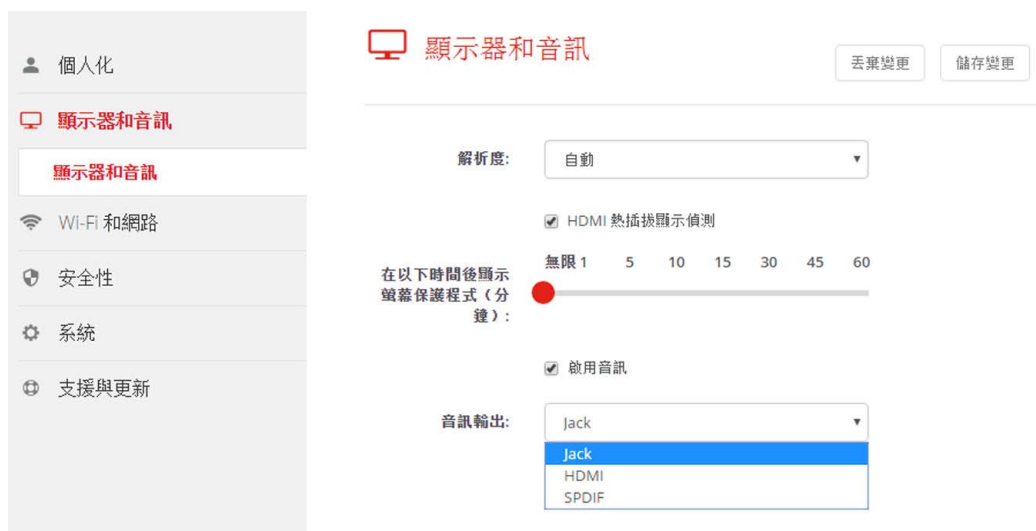 個人化
顯示器和音訊
顯示器和音訊
Wi-Fi 和網路
安全性
系統
支援與更新
顯示器和音訊
丟棄變更
儲存變更
解析度:
自動
HDMI 熱插拔顯示偵測
在以下時間後顯示
螢幕保護程式（分
鐘）:
無限 1 5 10 15 30 45 60
啟用音訊
音訊輸出:
Jack
Jack
HDMI
SPDIF